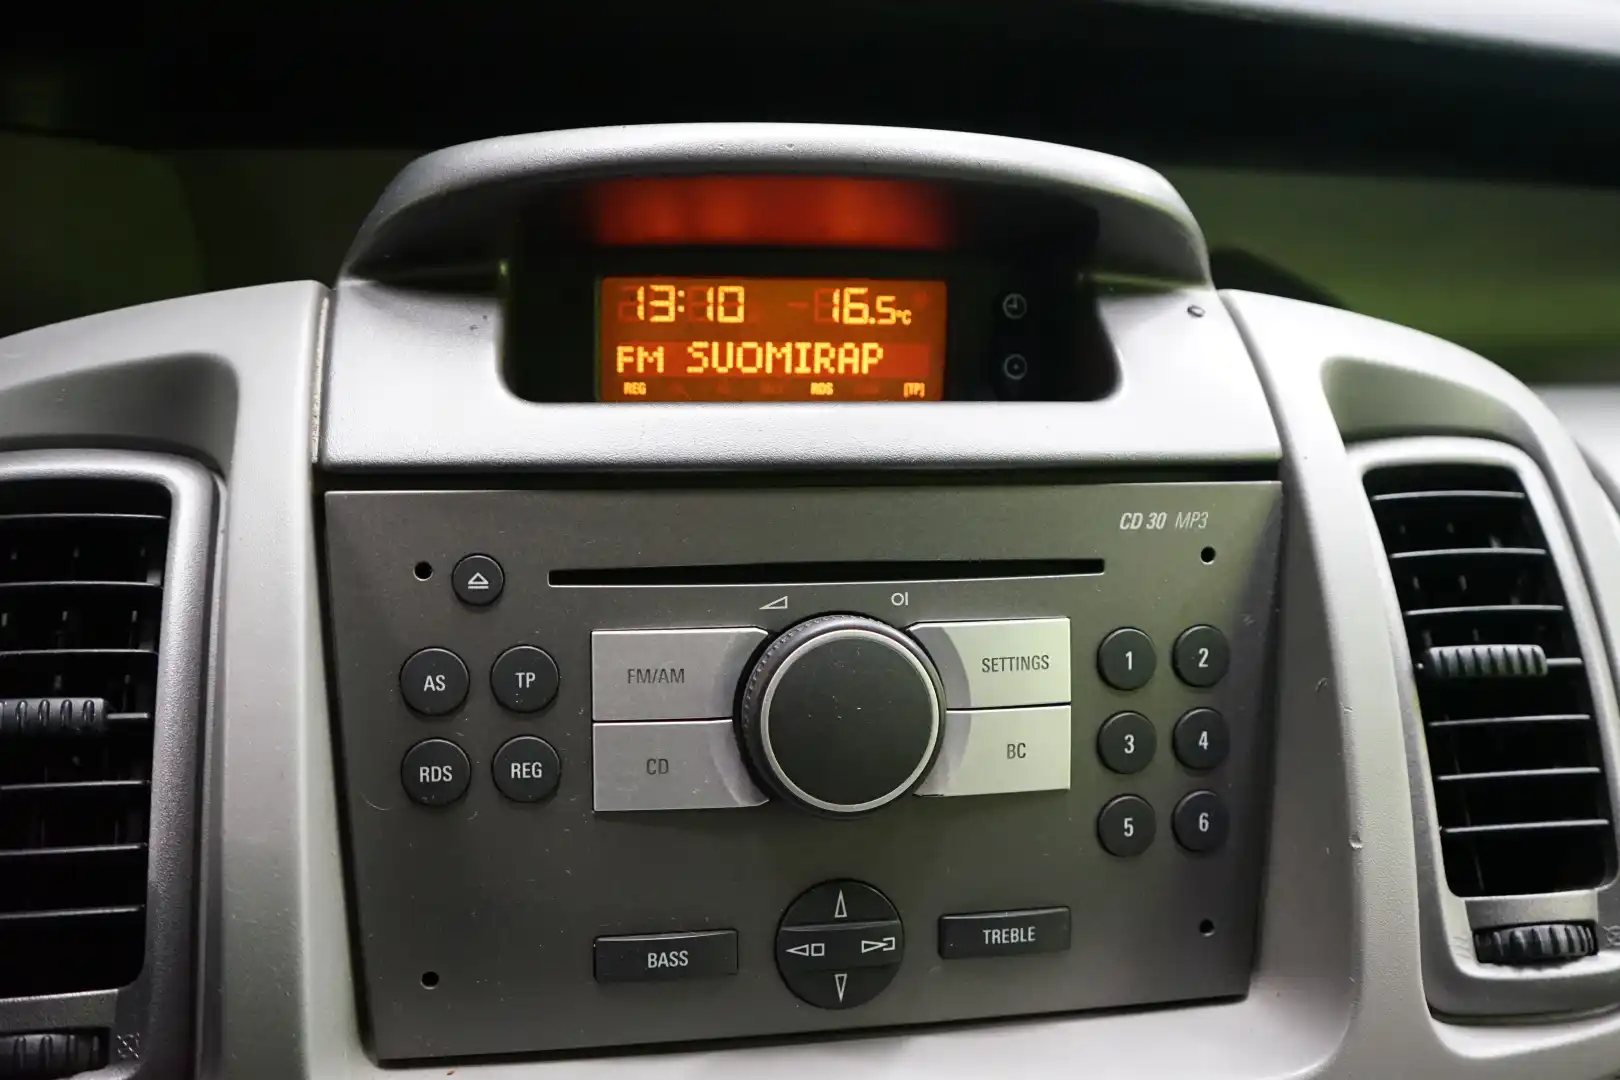 13:10 16.5°C
FM SUOMIRAP
REG RDS [TP]
CD 30 MP3
AS TP
RDS REG
FM/AM
CD
SETTINGS
BC
1 2
3 4
5 6
BASS
TREBLE